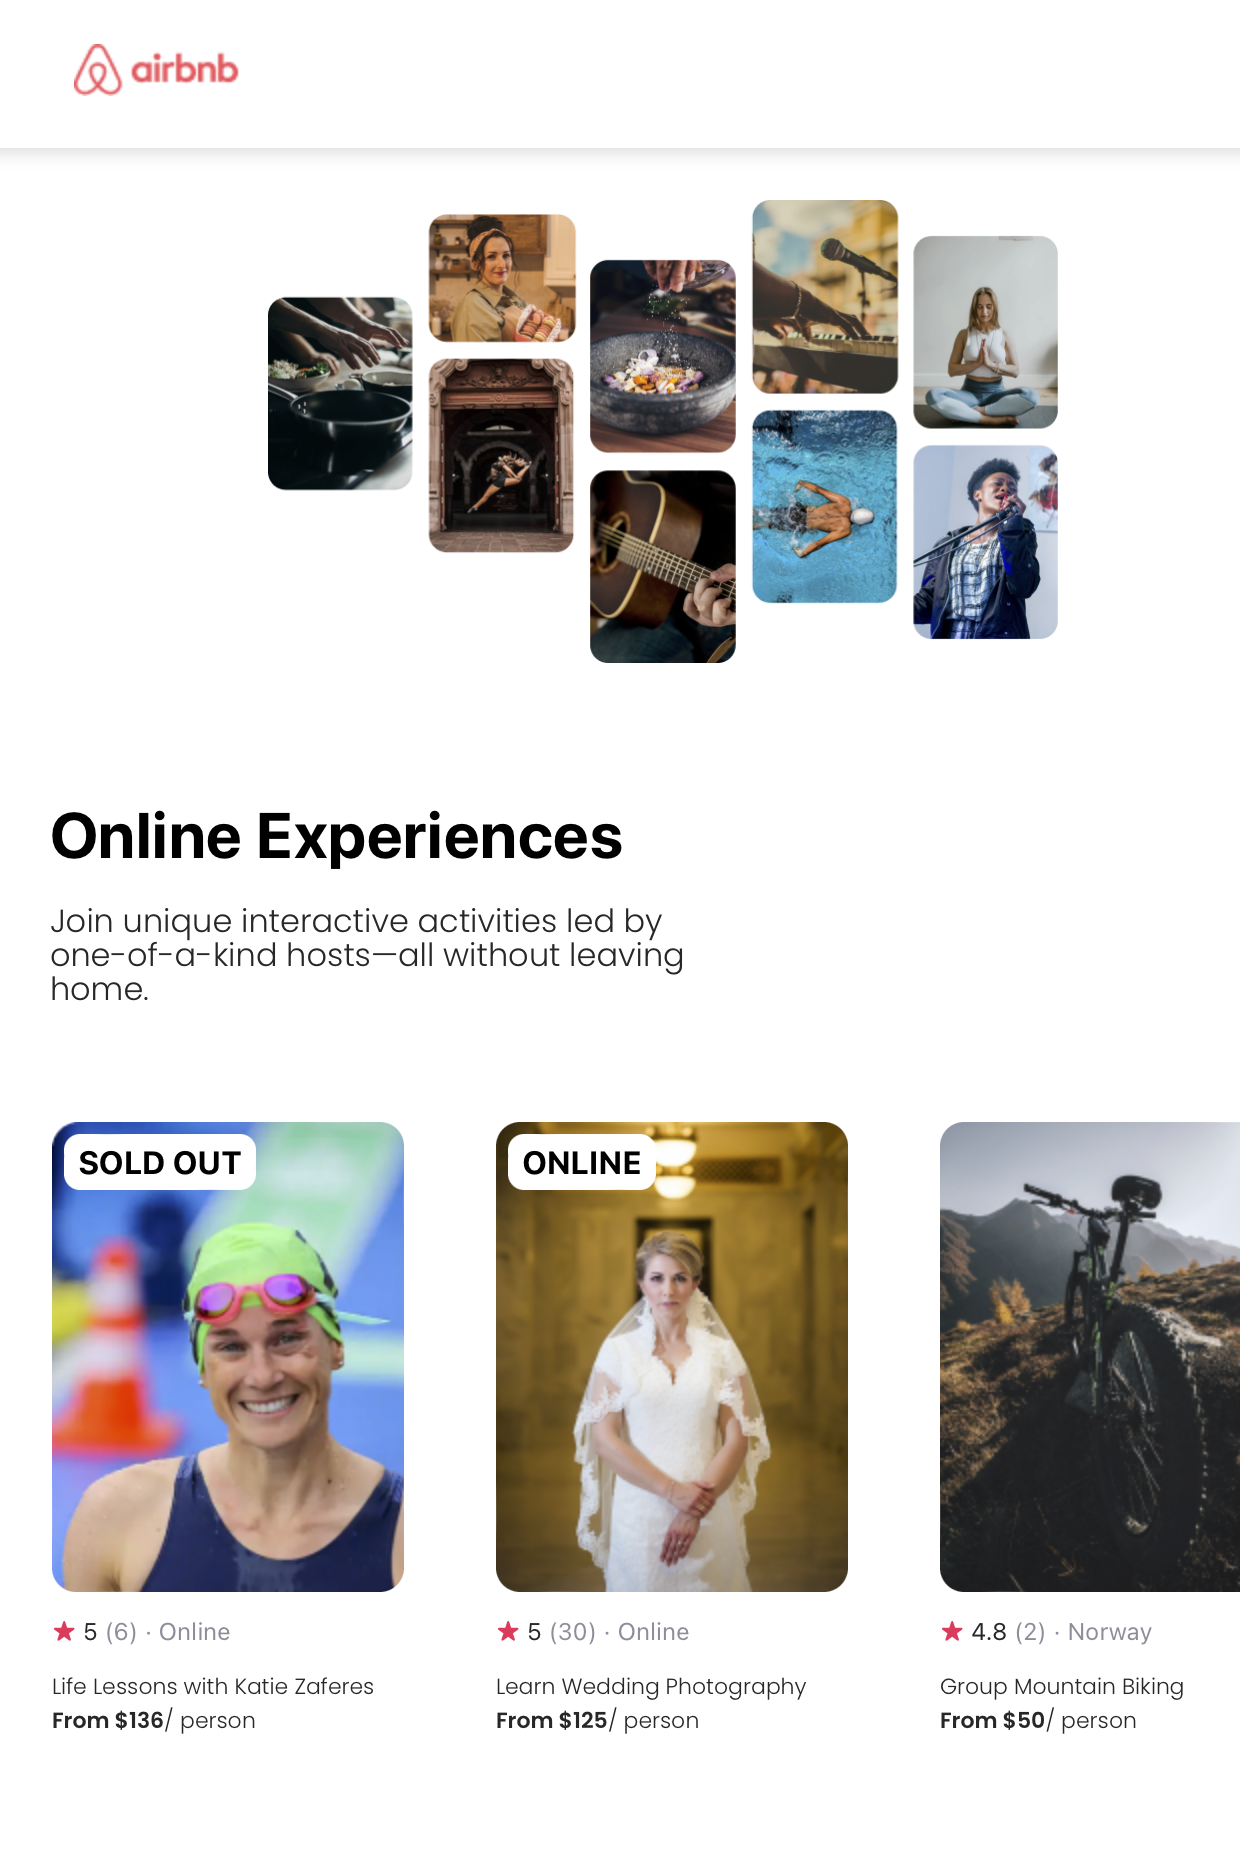 airbnb
Online Experiences
Join unique interactive activities led by
one-of-a-kind hosts—all without leaving
home.
SOLD OUT
5 (6) · Online
Life Lessons with Katie Zaferes
From $136/ person
ONLINE
5 (30) · Online
Learn Wedding Photography
From $125/ person
4.8 (2) · Norway
Group Mountain Biking
From $50/ person